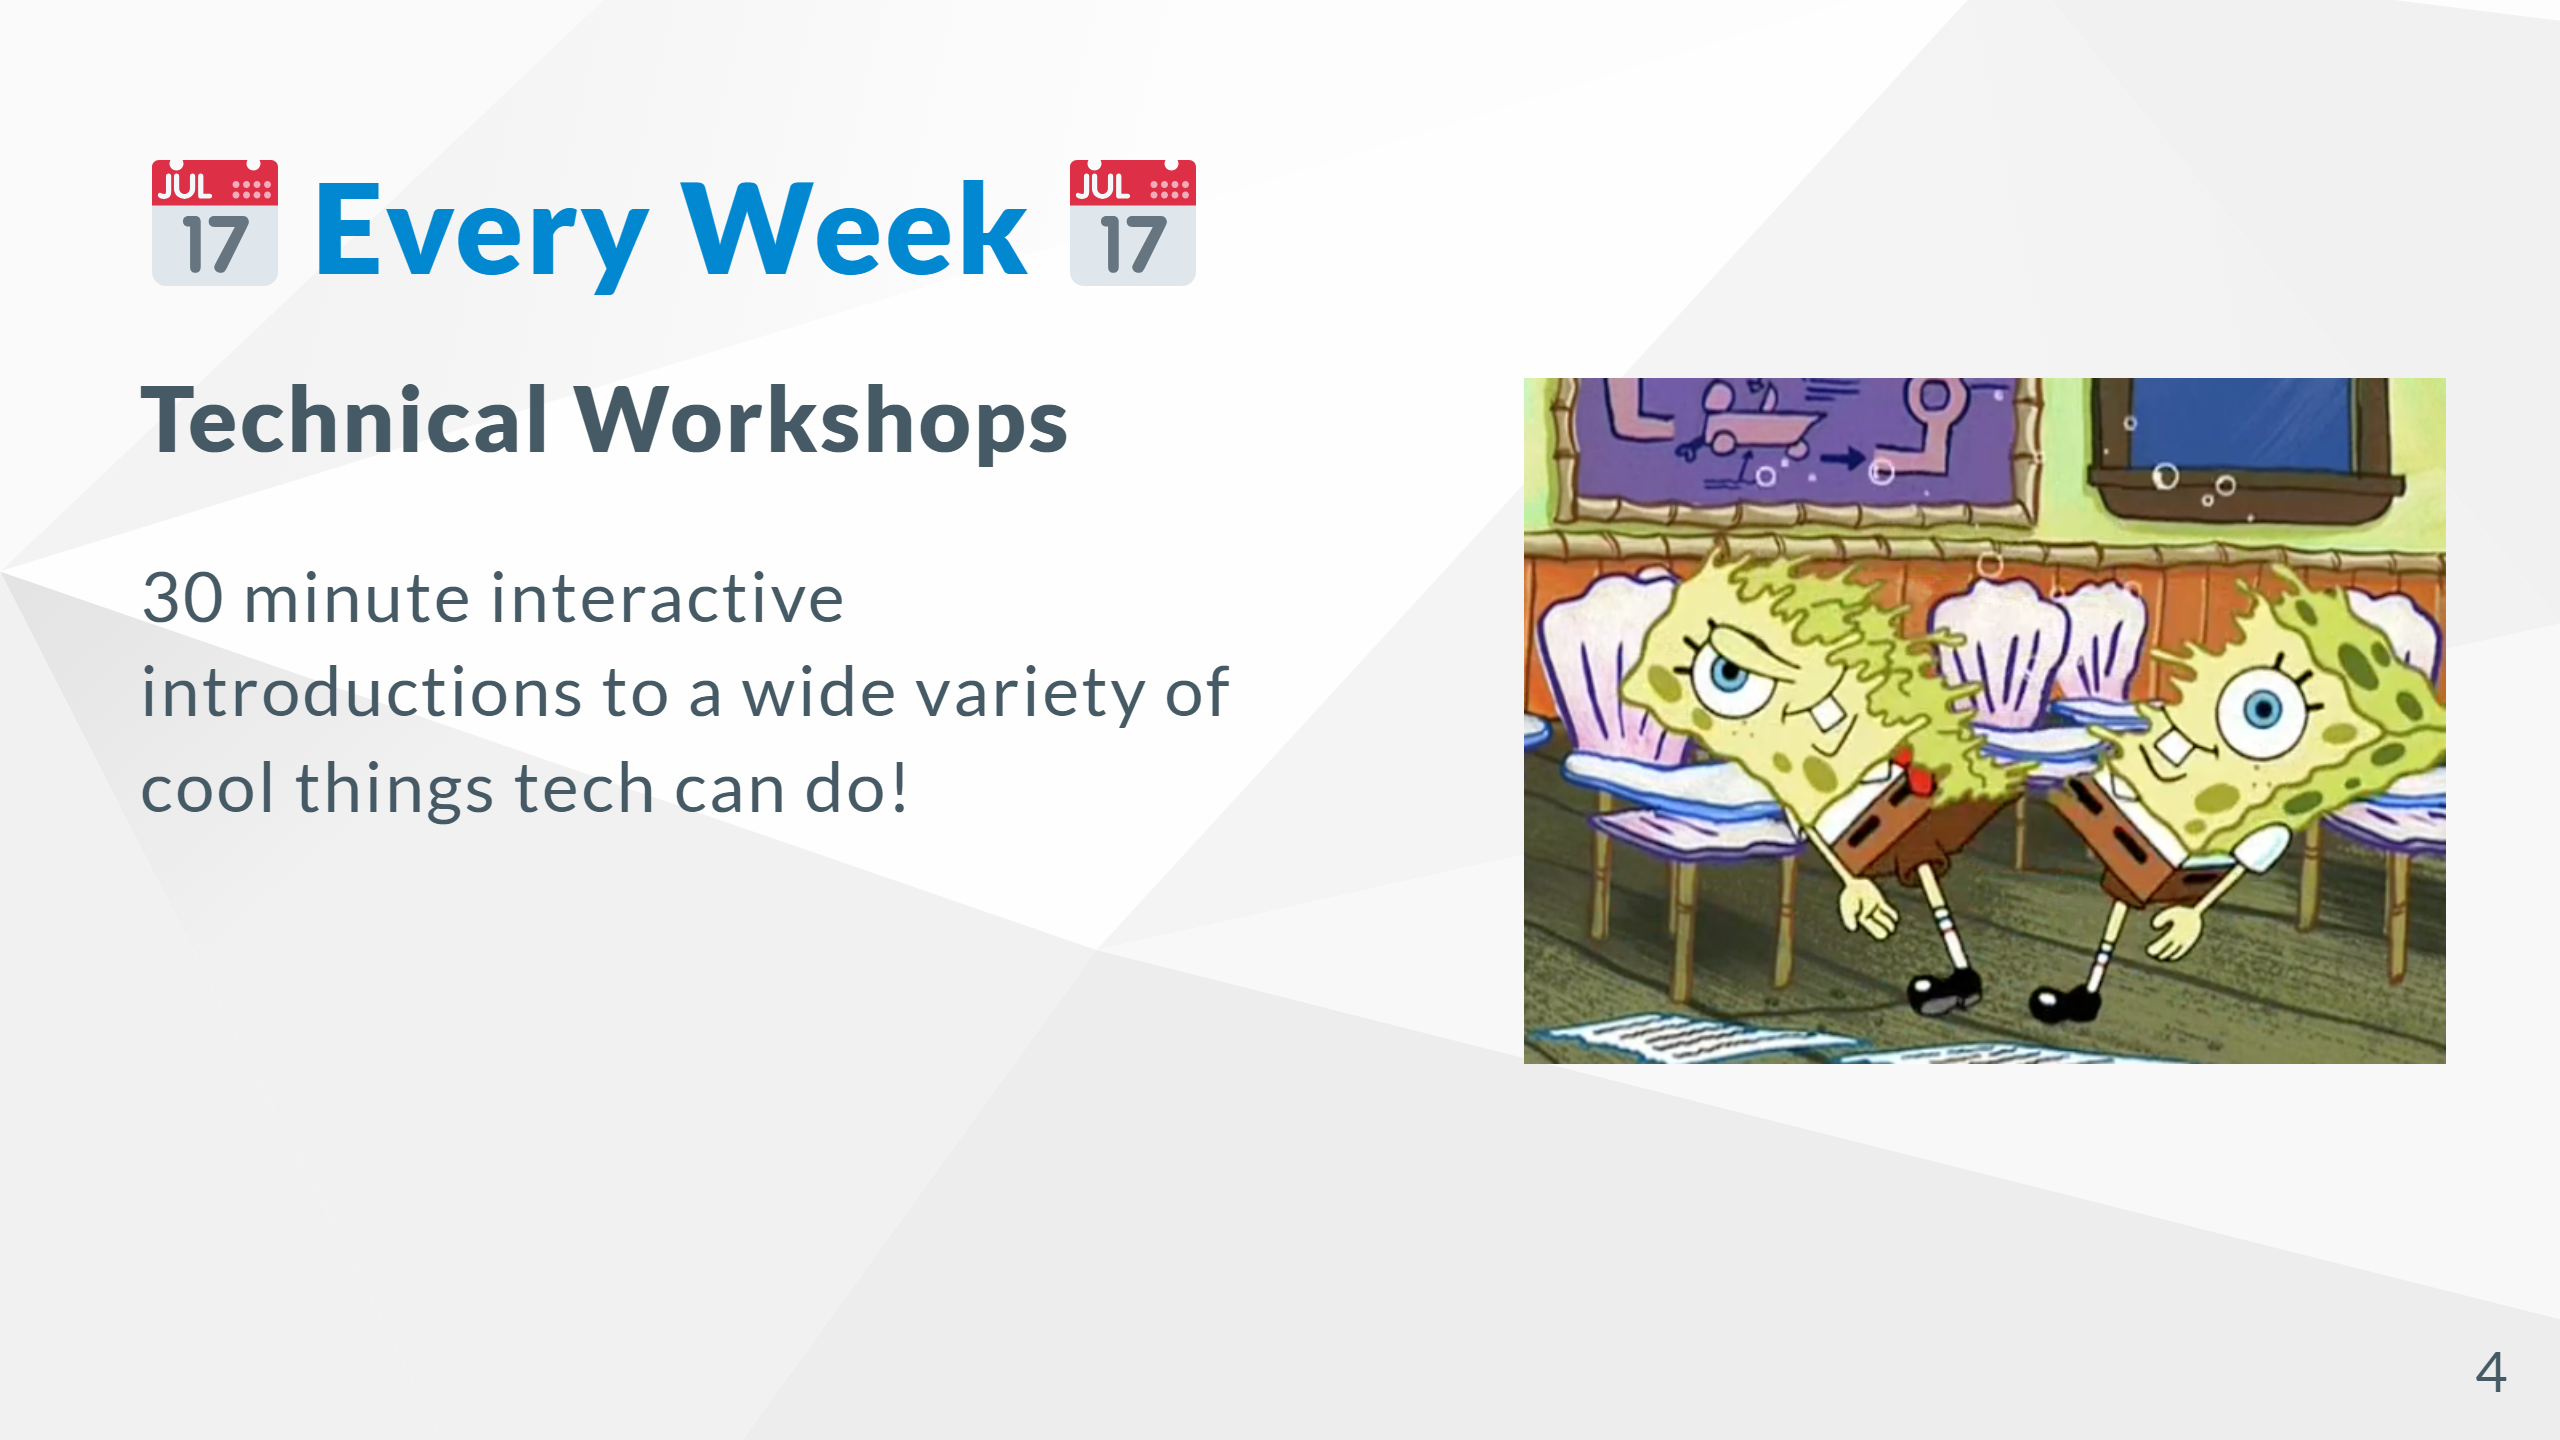 📅 Every Week 📅
Technical Workshops
30 minute interactive
introductions to a wide variety of
cool things tech can do!
4